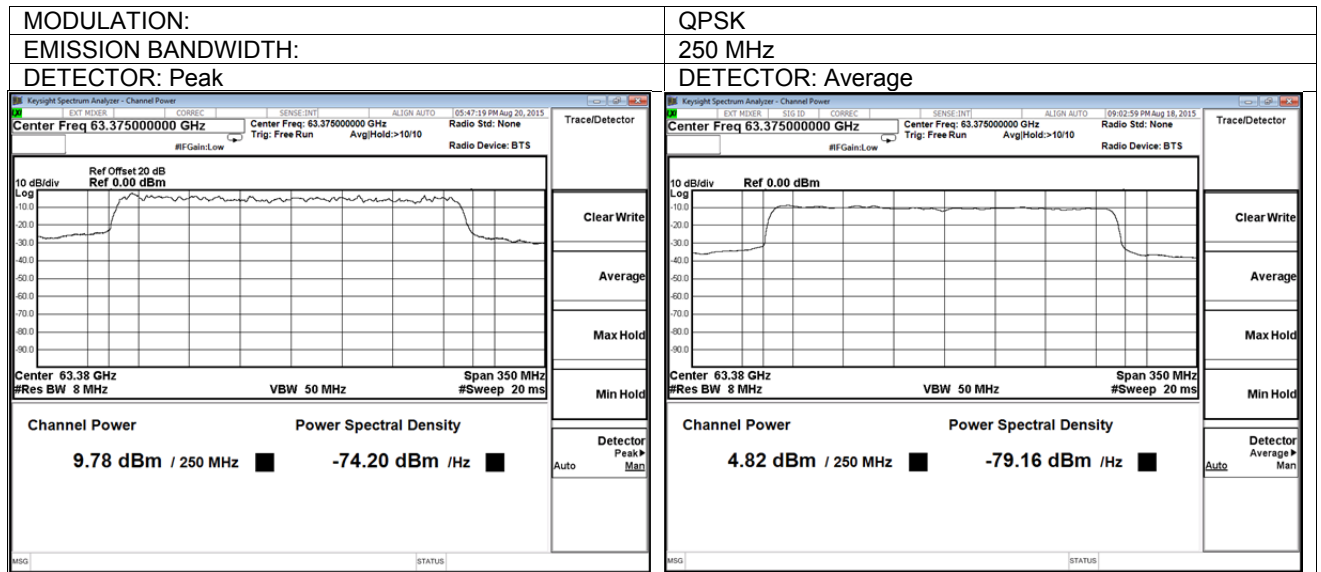 MODULATION: QPSK
EMISSION BANDWIDTH: 250 MHz
DETECTOR: Peak DETECTOR: Average
Keysight Spectrum Analyzer - Channel Power
EXT MIXER CORREC SENSE:INT ALIGN AUTO 05:47:19 PM Aug 20, 2015
Center Freq 63.375000000 GHz
Center Freq: 63.375000000 GHz
Radio Std: None
Trig: Free Run Avg|Hold:>10/10
#IFGain:Low
Radio Device: BTS
Ref Offset 20 dB
10 dB/div Ref 0.00 dBm
Log
-10.0
-20.0
-30.0
-40.0
-50.0
-60.0
-70.0
-80.0
-90.0
Center 63.38 GHz Span 350 MHz
#Res BW 8 MHz VBW 50 MHz #Sweep 20 ms
Channel Power Power Spectral Density
9.78 dBm / 250 MHz -74.20 dBm /Hz
MSG STATUS
Trace/Detector
Clear Write
Average
Max Hold
Min Hold
Detector
Peak▶
Auto Man
Keysight Spectrum Analyzer - Channel Power
EXT MIXER SIG ID CORREC SENSE:INT ALIGN AUTO 09:02:59 PM Aug 18, 2015
Center Freq 63.375000000 GHz
Center Freq: 63.375000000 GHz
Radio Std: None
Trig: Free Run Avg|Hold:>10/10
#IFGain:Low
Radio Device: BTS
10 dB/div Ref 0.00 dBm
Log
-10.0
-20.0
-30.0
-40.0
-50.0
-60.0
-70.0
-80.0
-90.0
Center 63.38 GHz Span 350 MHz
#Res BW 8 MHz VBW 50 MHz #Sweep 20 ms
Channel Power Power Spectral Density
4.82 dBm / 250 MHz -79.16 dBm /Hz
MSG STATUS
Trace/Detector
Clear Write
Average
Max Hold
Min Hold
Detector
Average▶
Auto Man